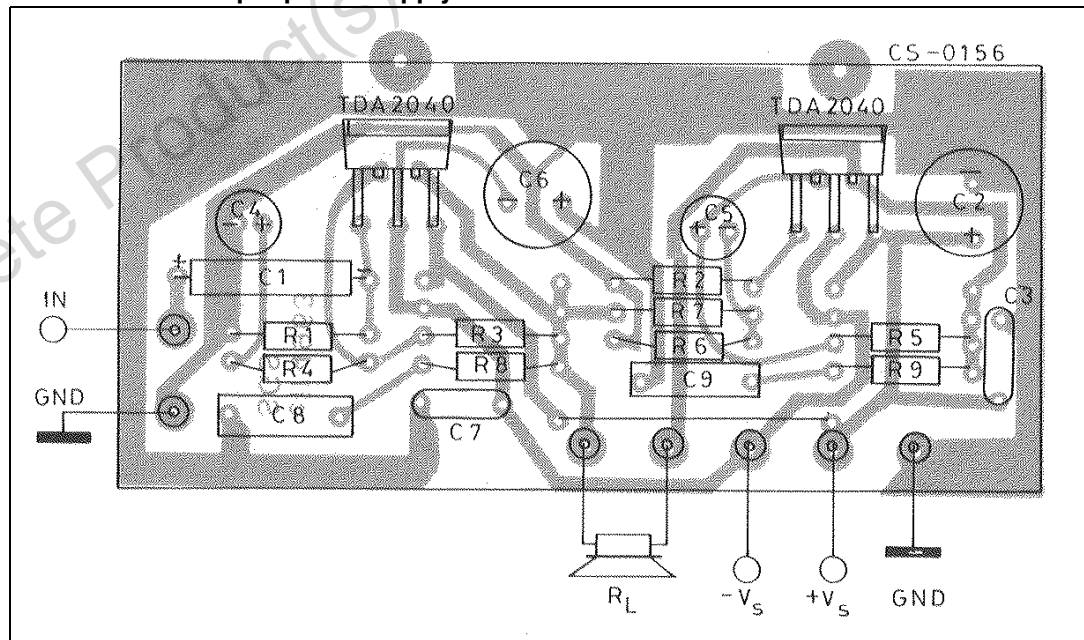 CS-0156
TDA2040
TDA2040
C6
C2
C4
C5
C1
R2
C3
IN
R7
R1
R3
R6
R5
R4
R8
C9
R9
GND
C8
C7
RL
-Vs
+Vs
GND